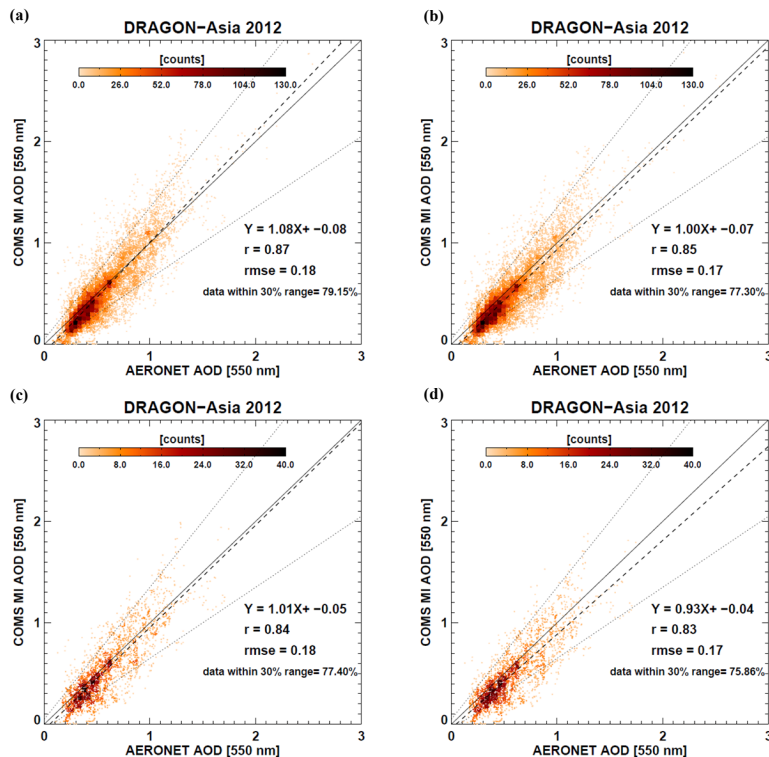 (a)
DRAGON−Asia 2012
[counts]
0.0 26.0 52.0 78.0 104.0 130.0
COMS MI AOD [550 nm]
3
2
1
0
Y = 1.08X+ −0.08
r = 0.87
rmse = 0.18
data within 30% range= 79.15%
0 1 2 3
AERONET AOD [550 nm]
(b)
DRAGON−Asia 2012
[counts]
0.0 26.0 52.0 78.0 104.0 130.0
COMS MI AOD [550 nm]
3
2
1
0
Y = 1.00X+ −0.07
r = 0.85
rmse = 0.17
data within 30% range= 77.30%
0 1 2 3
AERONET AOD [550 nm]
(c)
DRAGON−Asia 2012
[counts]
0.0 8.0 16.0 24.0 32.0 40.0
COMS MI AOD [550 nm]
3
2
1
0
Y = 1.01X+ −0.05
r = 0.84
rmse = 0.18
data within 30% range= 77.40%
0 1 2 3
AERONET AOD [550 nm]
(d)
DRAGON−Asia 2012
[counts]
0.0 8.0 16.0 24.0 32.0 40.0
COMS MI AOD [550 nm]
3
2
1
0
Y = 0.93X+ −0.04
r = 0.83
rmse = 0.17
data within 30% range= 75.86%
0 1 2 3
AERONET AOD [550 nm]